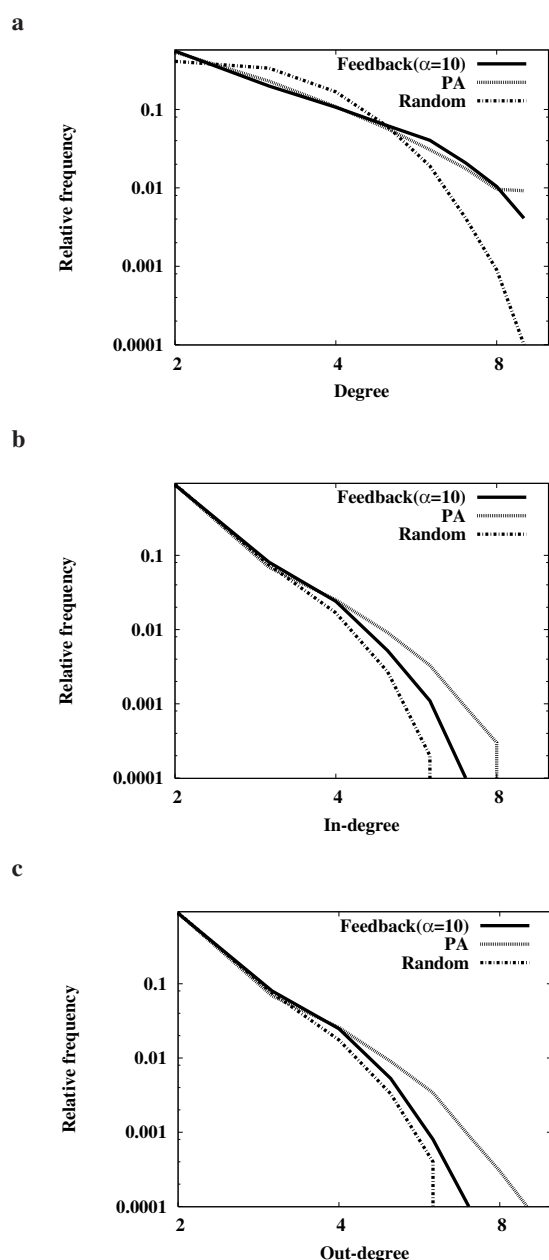 a
Feedback(α=10)
PA
Random
0.1
0.01
0.001
0.0001
Relative frequency
2 4 8
Degree
b
Feedback(α=10)
PA
Random
0.1
0.01
0.001
0.0001
Relative frequency
2 4 8
In-degree
c
Feedback(α=10)
PA
Random
0.1
0.01
0.001
0.0001
Relative frequency
2 4 8
Out-degree